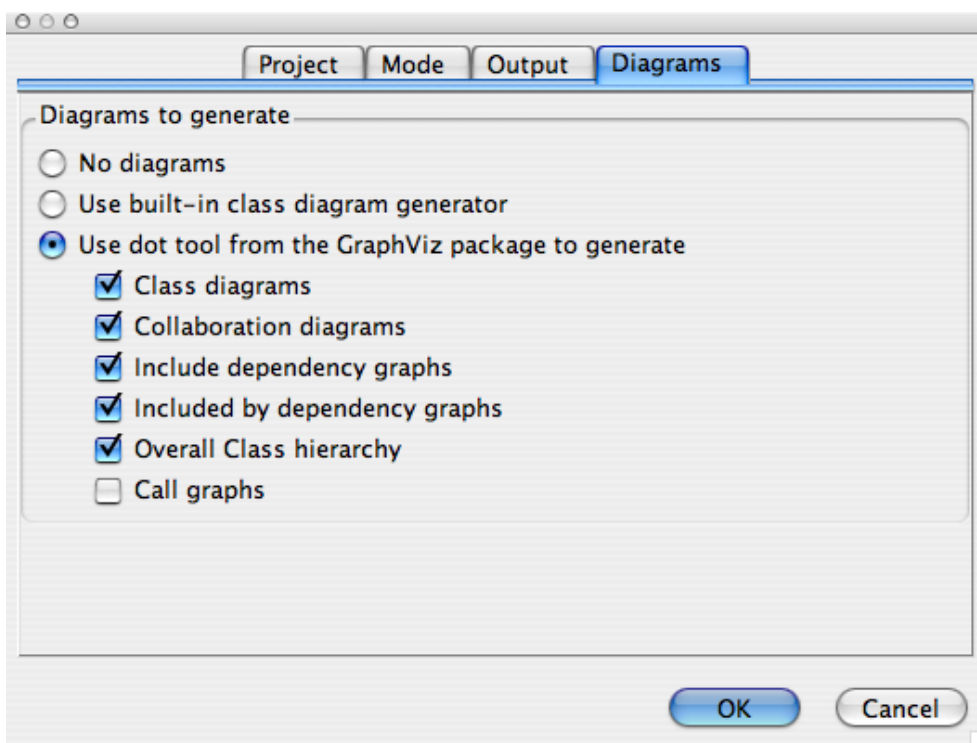 Project Mode Output Diagrams
Diagrams to generate
No diagrams
Use built-in class diagram generator
Use dot tool from the GraphViz package to generate
Class diagrams
Collaboration diagrams
Include dependency graphs
Included by dependency graphs
Overall Class hierarchy
Call graphs
OK Cancel